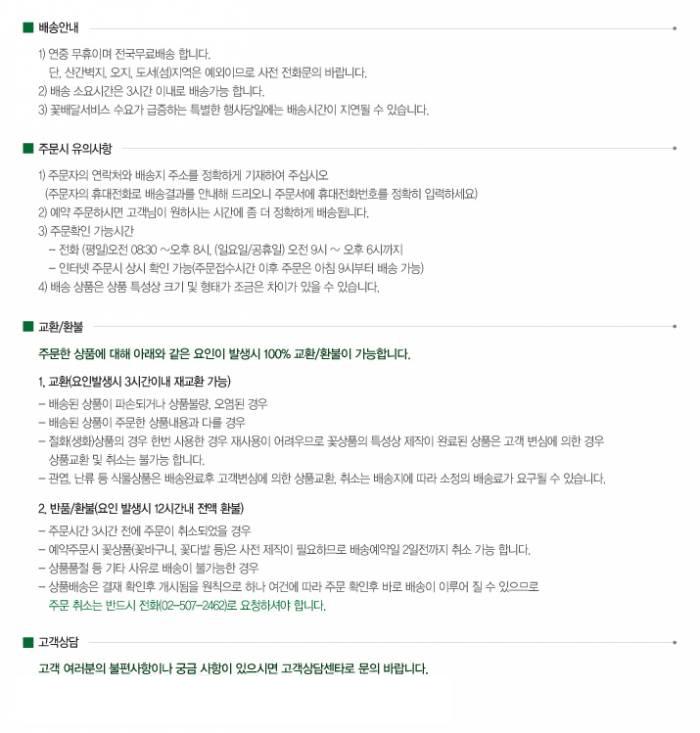 배송안내
1) 연중 무휴이며 전국무료배송 합니다.
단, 산간벽지, 오지, 도서(섬)지역은 예외이므로 사전 전화문의 바랍니다.
2) 배송 소요시간은 3시간 이내로 배송가능 합니다.
3) 꽃배달서비스 수요가 급증하는 특별한 행사당일에는 배송시간이 지연될 수 있습니다.
주문시 유의사항
1) 주문자의 연락처와 배송지 주소를 정확하게 기재하여 주십시오
(주문자의 휴대전화로 배송결과를 안내해 드리오니 주문서에 휴대전화번호를 정확히 입력하세요)
2) 예약 주문하시면 고객님이 원하시는 시간에 좀 더 정확하게 배송됩니다.
3) 주문확인 가능시간
- 전화 (평일)오전 08:30 ~오후 8시, (일요일/공휴일) 오전 9시 ~ 오후 6시까지
- 인터넷 주문시 상시 확인 가능(주문접수시간 이후 주문은 아침 9시부터 배송 가능)
4) 배송 상품은 상품 특성상 크기 및 형태가 조금은 차이가 있을 수 있습니다.
교환/환불
주문한 상품에 대해 아래와 같은 요인이 발생시 100% 교환/환불이 가능합니다.
1. 교환(요인발생시 3시간이내 재교환 가능)
- 배송된 상품이 파손되거나 상품불량, 오염된 경우
- 배송된 상품이 주문한 상품내용과 다를 경우
- 절화(생화)상품의 경우 한번 사용한 경우 재사용이 어려우므로 꽃상품의 특성상 제작이 완료된 상품은 고객 변심에 의한 경우
상품교환 및 취소는 불가능 합니다.
- 관엽, 난류 등 식물상품은 배송완료후 고객변심에 의한 상품교환, 취소는 배송지에 따라 소정의 배송료가 요구될 수 있습니다.
2. 반품/환불(요인 발생시 12시간내 전액 환불)
- 주문시간 3시간 전에 주문이 취소되었을 경우
- 예약주문시 꽃상품(꽃바구니, 꽃다발 등)은 사전 제작이 필요하므로 배송예약일 2일전까지 취소 가능 합니다.
- 상품품절 등 기타 사유로 배송이 불가능한 경우
- 상품배송은 결재 확인후 개시됨을 원칙으로 하나 여건에 따라 주문 확인후 바로 배송이 이루어 질 수 있으므로
주문 취소는 반드시 전화(02-507-2462)로 요청하셔야 합니다.
고객상담
고객 여러분의 불편사항이나 궁금 사항이 있으시면 고객상담센타로 문의 바랍니다.